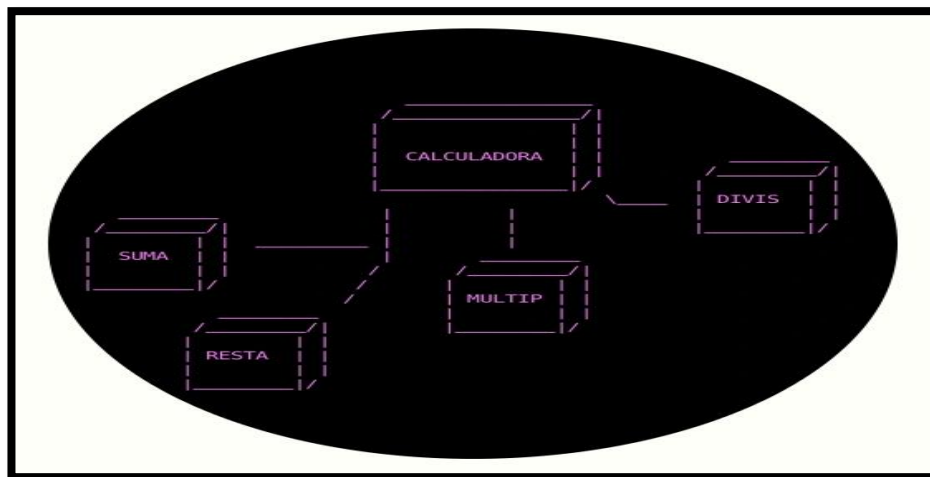 CALCULADORA
DIVIS
SUMA
MULTIP
RESTA